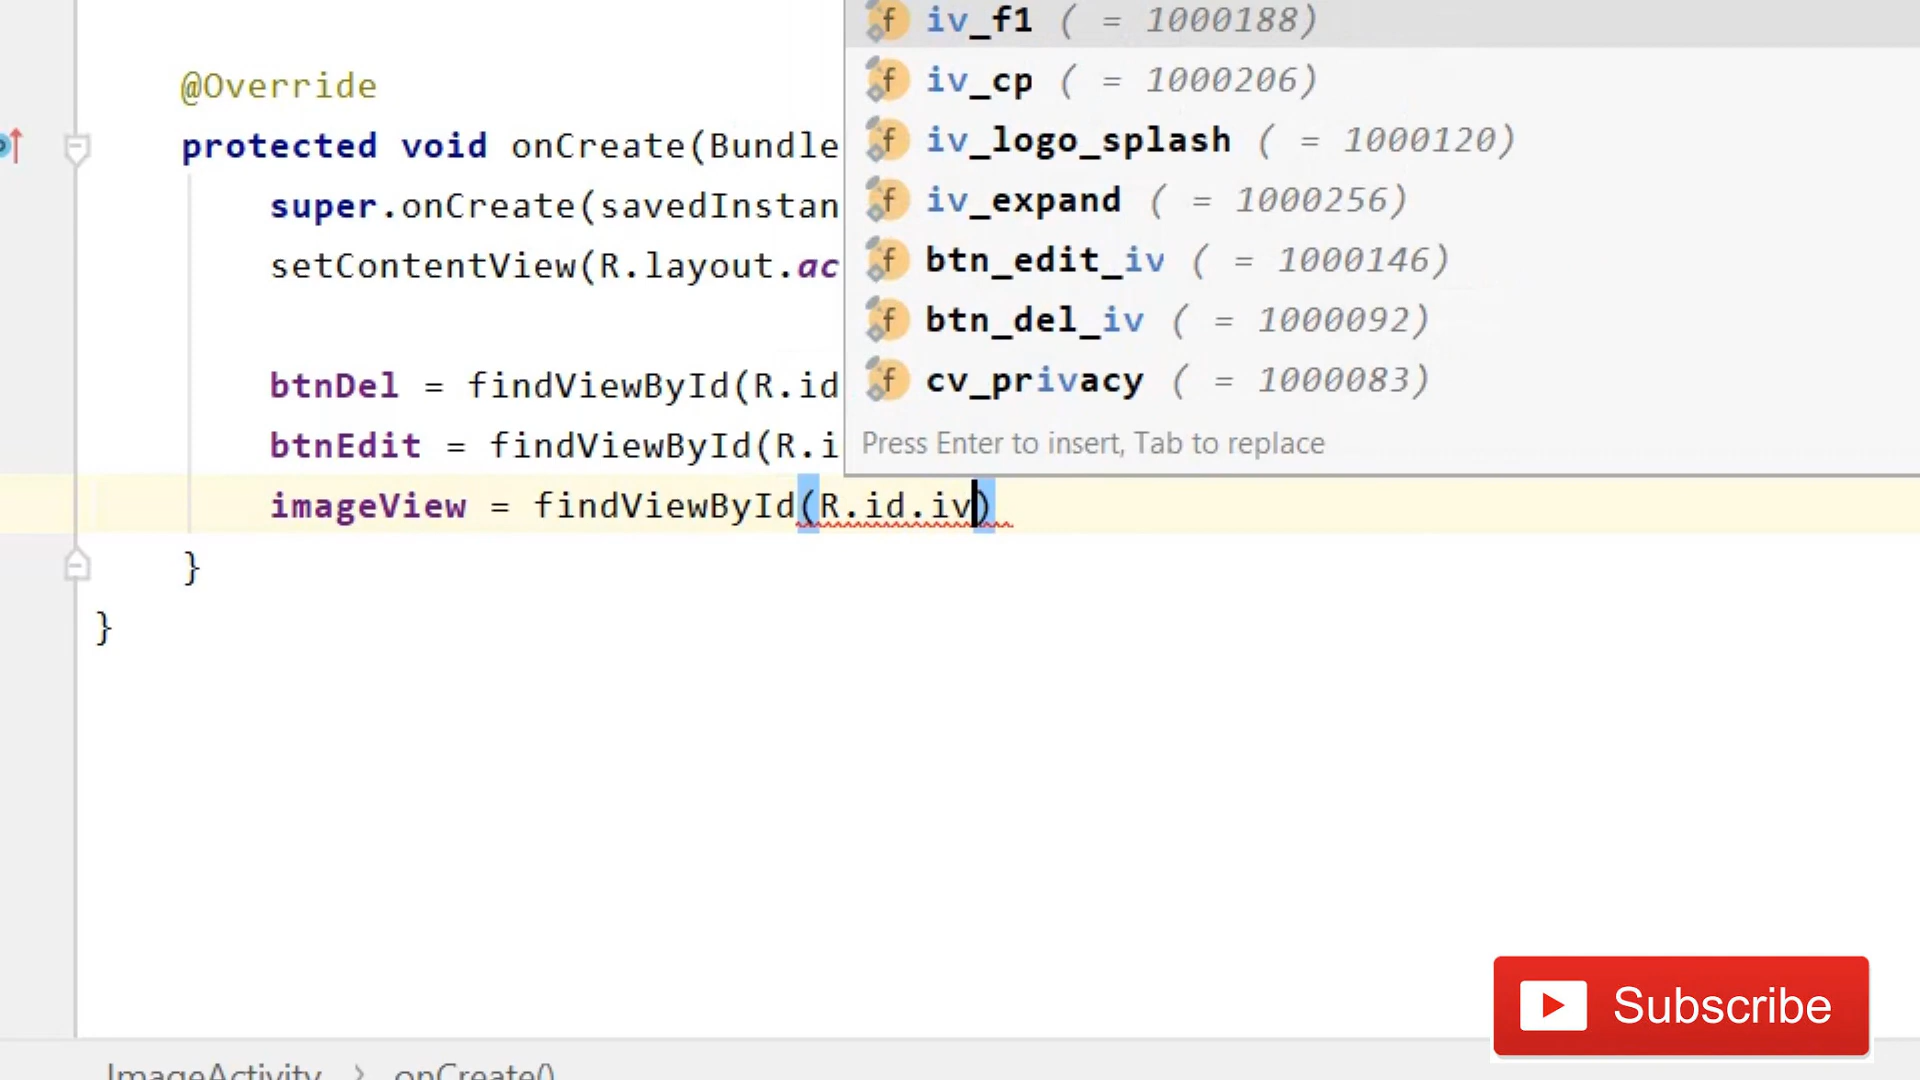 iv_f1 ( = 1000188)
@Override
iv_cp ( = 1000206)
protected void onCreate(Bundle
iv_logo_splash ( = 1000120)
super.onCreate(savedInstan
iv_expand ( = 1000256)
setContentView(R.layout.ac
btn_edit_iv ( = 1000146)
btn_del_iv ( = 1000092)
btnDel = findViewById(R.id
cv_privacy ( = 1000083)
btnEdit = findViewById(R.i
Press Enter to insert, Tab to replace
imageView = findViewById(R.id.iv)
}
}
Subscribe
ImageActivity > onCreate()